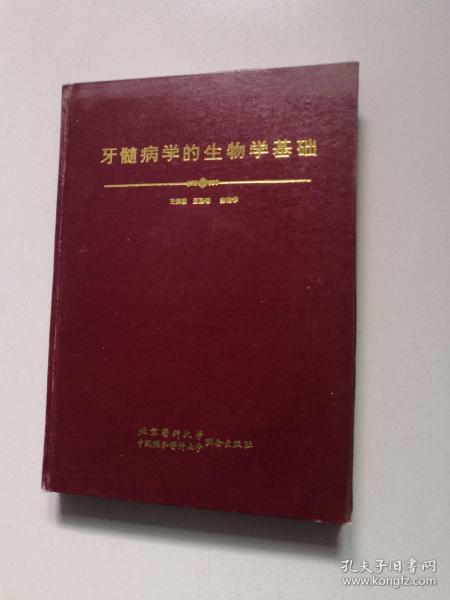 牙髓病学的生物学基础
北京医科大学
中国协和医科大学 联合出版社
孔夫子旧书网
www.kongfz.com